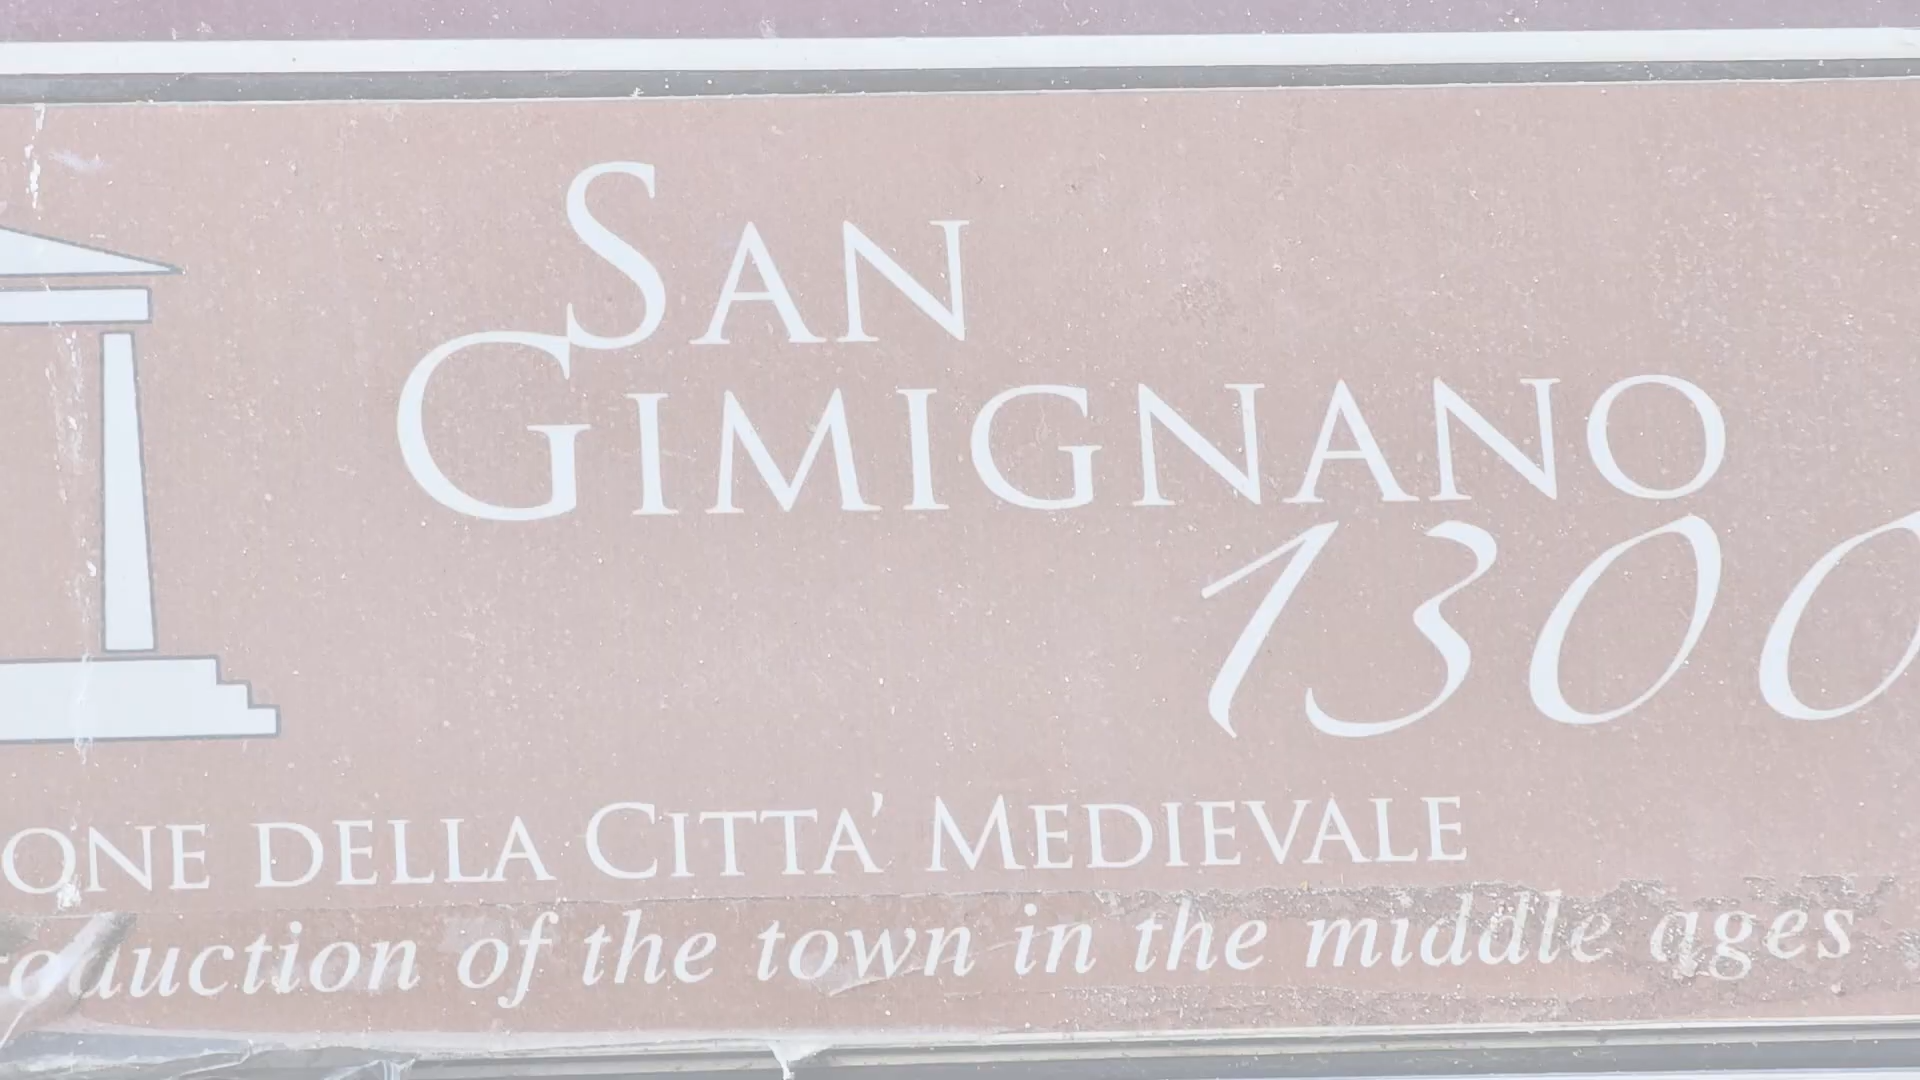 SAN
GIMIGNANO
1300
ONE DELLA CITTA' MEDIEVALE
oduction of the town in the middle ages